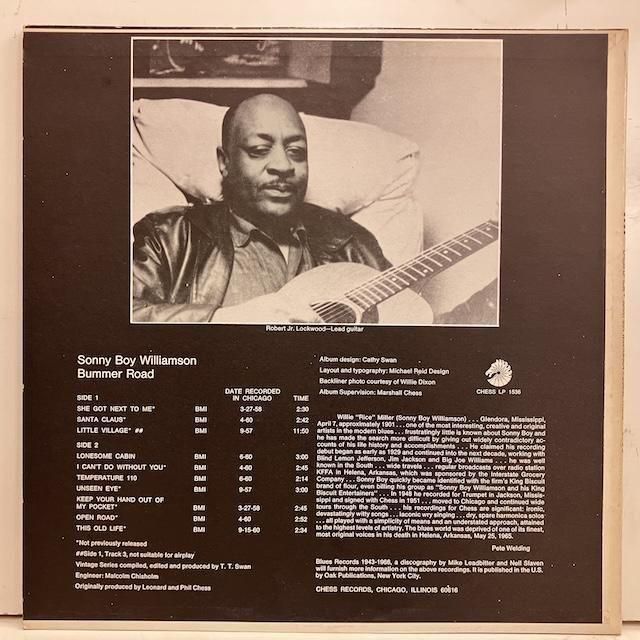 Robert Jr. Lockwood—Lead guitar
Sonny Boy Williamson
Bummer Road
DATE RECORDED
SIDE 1 IN CHICAGO TIME
SHE GOT NEXT TO ME* BMI 3-27-58 2:30
SANTA CLAUS* BMI 4-60 2:42
LITTLE VILLAGE* ## BMI 9-57 11:50
SIDE 2
LONESOME CABIN BMI 6-60 3:00
I CAN'T DO WITHOUT YOU* BMI 4-60 2:45
TEMPERATURE 110 BMI 6-60 2:14
UNSEEN EYE* BMI 9-57 3:00
KEEP YOUR HAND OUT OF
MY POCKET* BMI 3-27-58 2:45
OPEN ROAD* BMI 4-60 2:52
THIS OLD LIFE* BMI 9-15-60 2:34
*Not previously released
##Side 1, Track 3, not suitable for airplay
Vintage Series compiled, edited and produced by T. T. Swan
Engineer: Malcolm Chisholm
Originally produced by Leonard and Phil Chess
Album design: Cathy Swan
Layout and typography: Michael Reid Design
Backliner photo courtesy of Willie Dixon
Album Supervision: Marshall Chess
CHESS LP 1536
Willie "Rice" Miller (Sonny Boy Williamson) . . . Glendora, Mississippi,
April 7, approximately 1901 . . . one of the most interesting, creative and original
artists in the modern blues . . . frustratingly little is known about Sonny Boy and
he has made the search more difficult by giving out widely contradictory ac-
counts of his life history and accomplishments . . . He claimed his recording
debut began as early as 1929 and continued into the next decade, working with
Blind Lemon Jefferson, Jim Jackson and Big Joe Williams . . . he was well
known in the South . . . wide travels . . . regular broadcasts over radio station
KFFA in Helena, Arkansas, which was sponsored by the Interstate Grocery
Company . . . Sonny Boy quickly became identified with the firm's King Biscuit
brand of flour, even billing his group as "Sonny Boy Williamson and his King
Biscuit Entertainers" . . . in 1948 he recorded for Trumpet in Jackson, Missis-
sippi and signed with Chess in 1951 . . . moved to Chicago and continued wide
tours through the South . . . his recordings for Chess are significant: ironic,
devastatingly witty songs . . . laconic wry singing . . . dry, spare harmonica solos
. . . all played with a simplicity of means and an understated approach, attained
to the highest levels of artistry. The blues world was deprived of one of its finest,
most original voices in his death in Helena, Arkansas, May 25, 1965.
Pete Welding
Blues Records 1943-1966, a discography by Mike Leadbitter and Neil Slaven
will furnish more information on the above recordings. It is published in the U.S.
by Oak Publications, New York City.
CHESS RECORDS, CHICAGO, ILLINOIS 60616